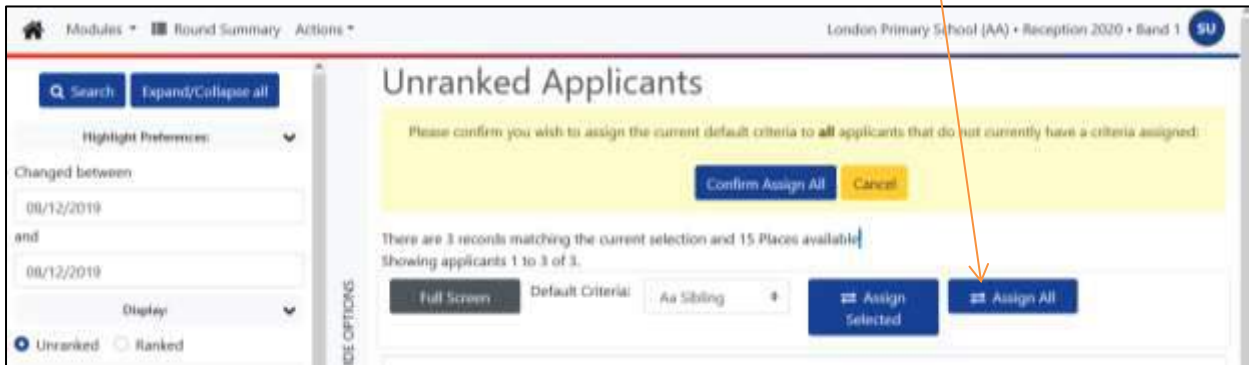 Modules Round Summary Actions
London Primary School (AA) • Reception 2020 • Band 1 SU
Search Expand/Collapse all
Highlight Preferences:
Changed between
08/12/2019
and
08/12/2019
Display:
Unranked Ranked
HIDE OPTIONS
Unranked Applicants
Please confirm you wish to assign the current default criteria to all applicants that do not currently have a criteria assigned:
Confirm Assign All Cancel
There are 3 records matching the current selection and 15 Places available
Showing applicants 1 to 3 of 3.
Full Screen Default Criteria: Aa Sibling
Assign Selected
Assign All